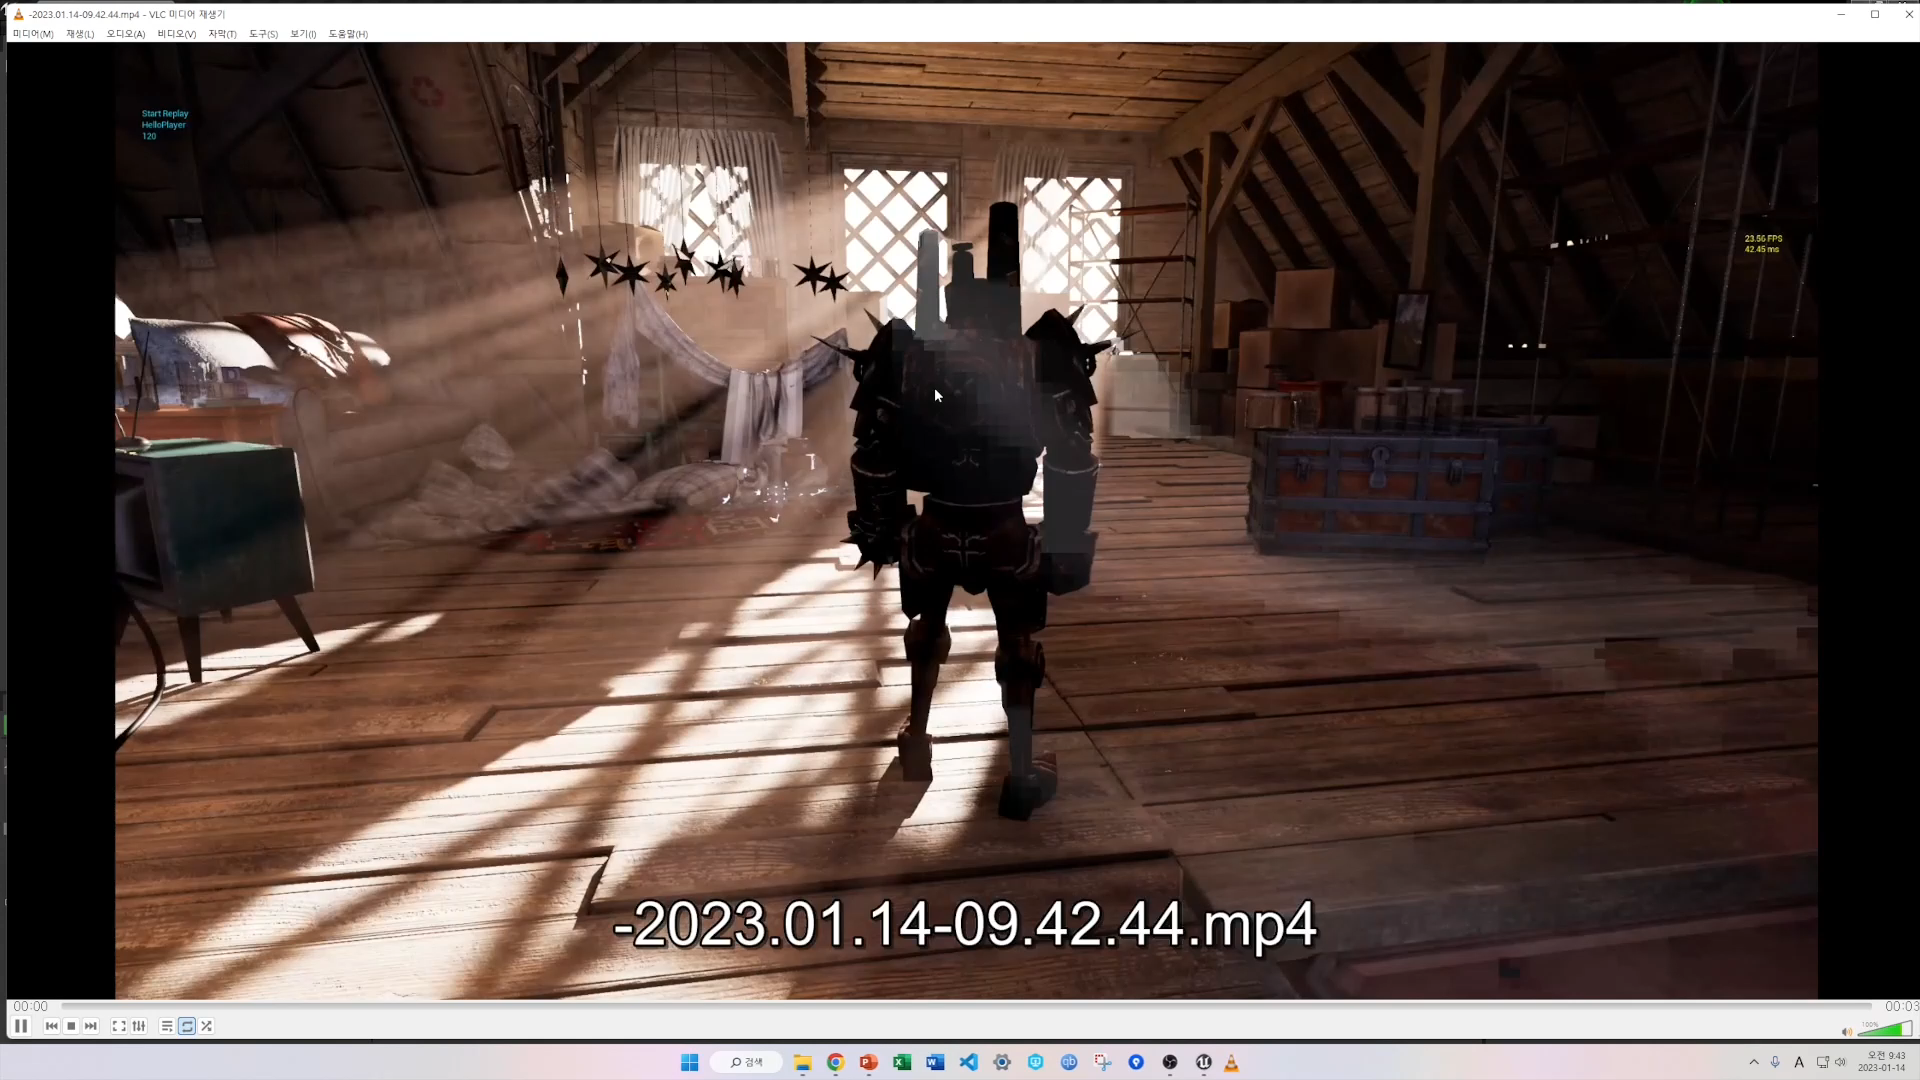 -2023.01.14-09.42.44.mp4 - VLC 미디어 재생기
미디어(M) 재생(L) 오디오(A) 비디오(V) 자막(T) 도구(S) 보기(I) 도움말(H)
Start Replay
HelloPlayer
120
23.56 FPS
42.45 ms
-2023.01.14-09.42.44.mp4
00:00
00:03
100%
검색
A
오전 9:43
2023-01-14